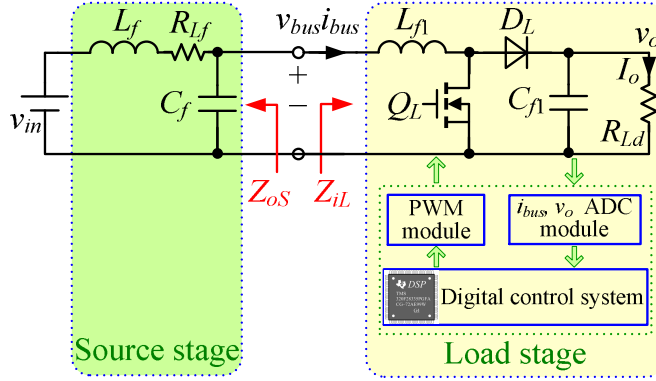 L_f R_Lf v_bus i_bus L_f1 D_L v_o
v_in C_f + − Q_L C_f1 I_o R_Ld
Z_oS Z_iL
PWM module
i_bus, v_o ADC module
DSP
Digital control system
Source stage
Load stage